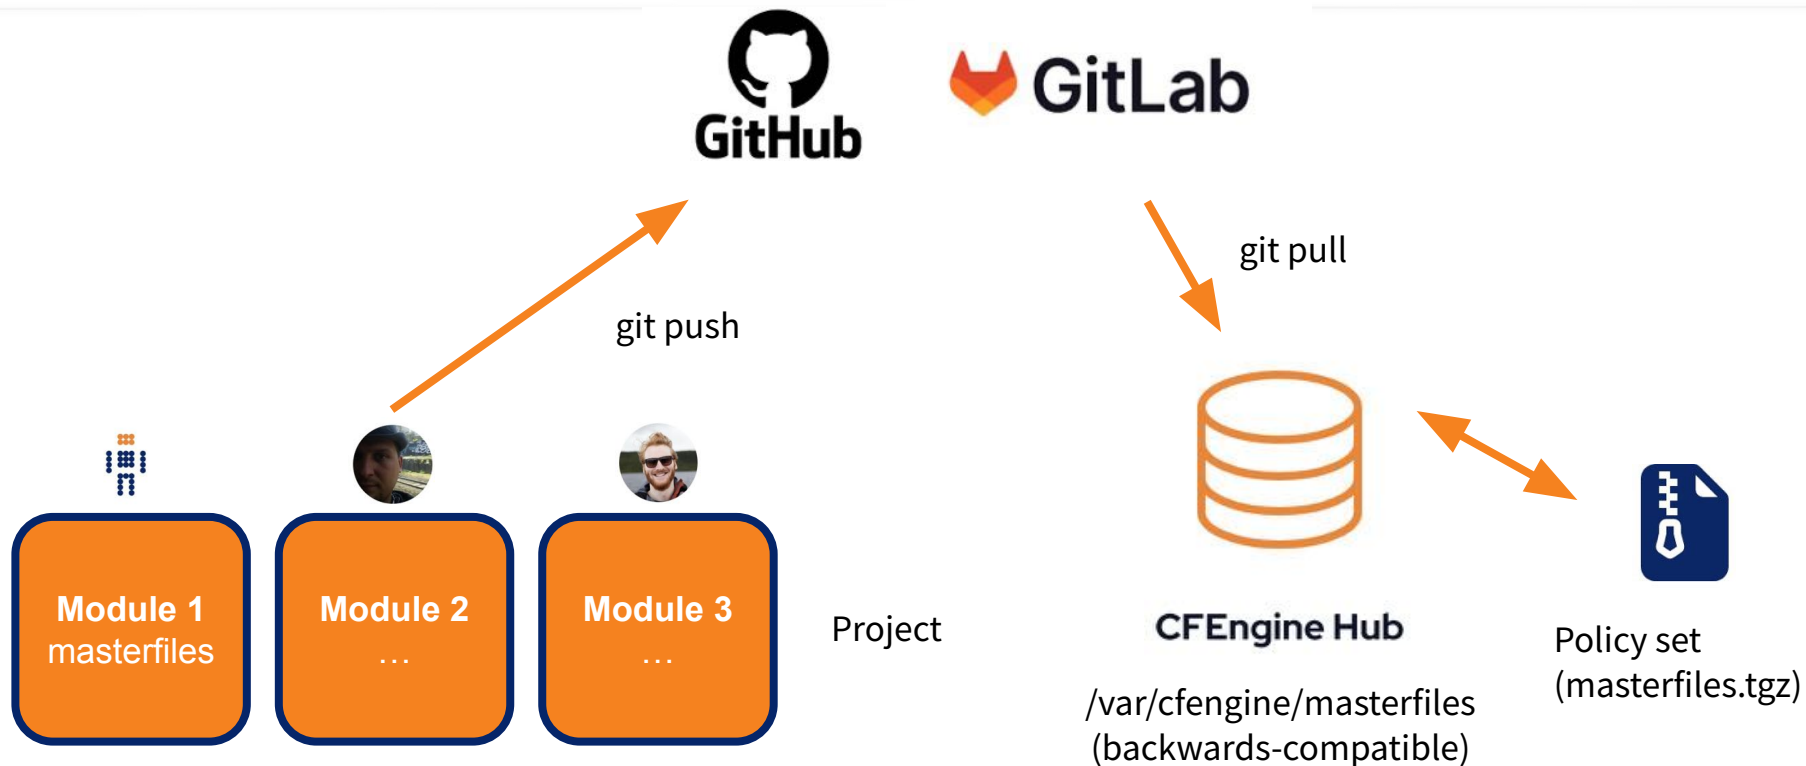 GitHub
GitLab
git pull
git push
Module 1
masterfiles
Module 2
…
Module 3
…
Project
CFEngine Hub
/var/cfengine/masterfiles
(backwards-compatible)
Policy set
(masterfiles.tgz)